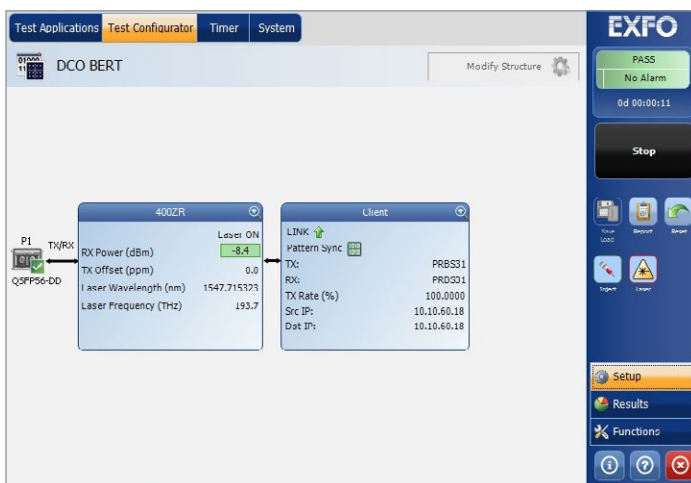 Test Applications Test Configurator Timer System
EXFO
DCO BERT
Modify Structure
PASS
No Alarm
0d 00:00:11
Stop
Save
Load
Report
Reset
Inject
Laser
P1
TX/RX
QSFP56-DD
400ZR
Laser ON
RX Power (dBm) -8.4
TX Offset (ppm) 0.0
Laser Wavelength (nm) 1547.715323
Laser Frequency (THz) 193.7
Client
LINK
Pattern Sync
TX: PRBS31
RX: PRBS31
TX Rate (%) 100.0000
Src IP: 10.10.60.18
Dst IP: 10.10.60.18
Setup
Results
Functions